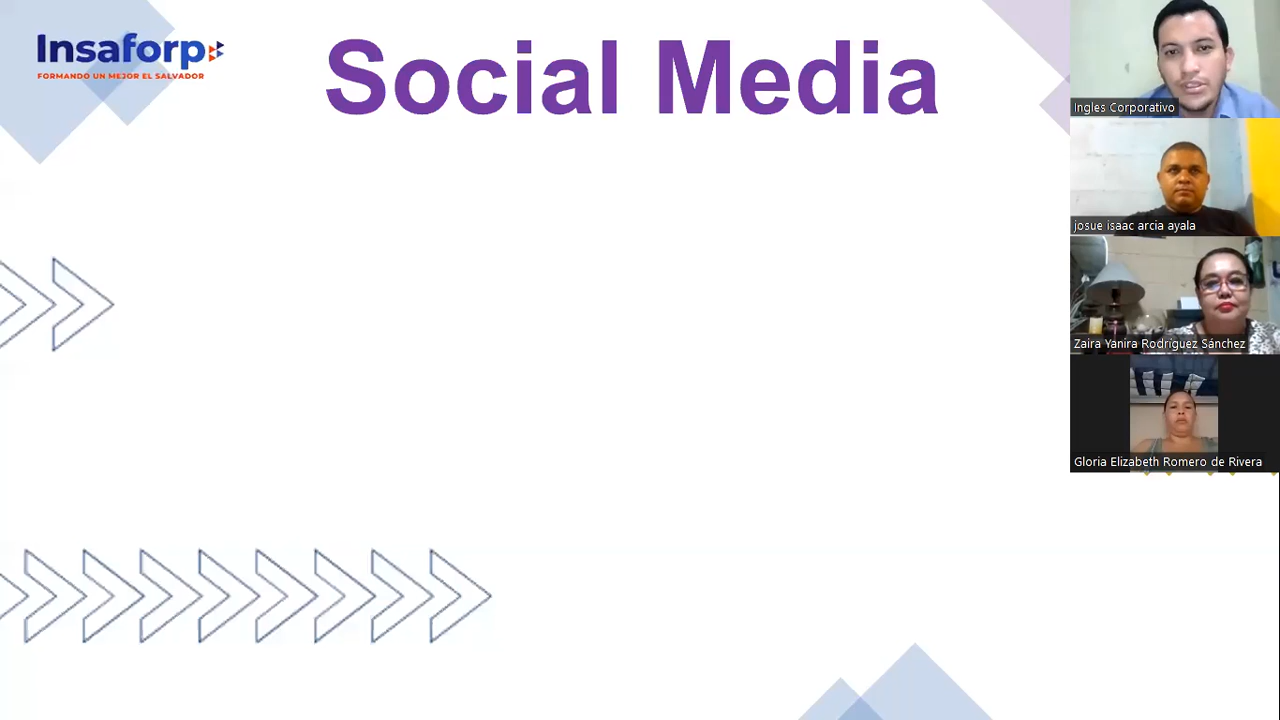 Insaforp
FORMANDO UN MEJOR EL SALVADOR
Social Media
Ingles Corporativo
josue isaac arcia ayala
Zaira Yanira Rodríguez Sánchez
Gloria Elizabeth Romero de Rivera